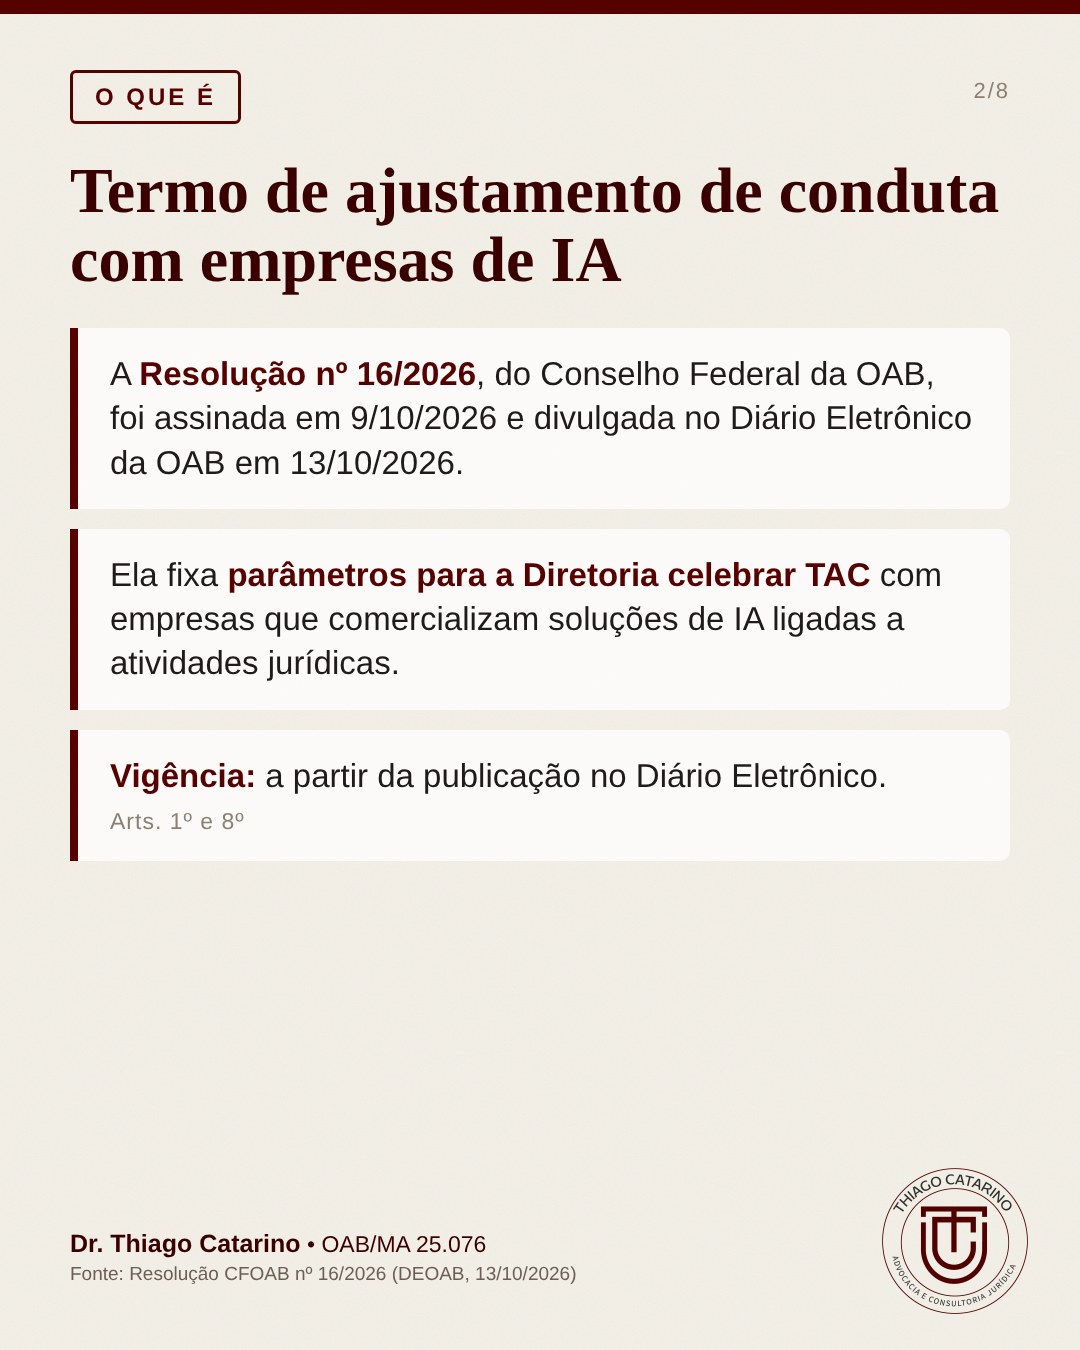 O QUE É
2/8
Termo de ajustamento de conduta
com empresas de IA
A Resolução nº 16/2026, do Conselho Federal da OAB,
foi assinada em 9/10/2026 e divulgada no Diário Eletrônico
da OAB em 13/10/2026.
Ela fixa parâmetros para a Diretoria celebrar TAC com
empresas que comercializam soluções de IA ligadas a
atividades jurídicas.
Vigência: a partir da publicação no Diário Eletrônico.
Arts. 1º e 8º
Dr. Thiago Catarino • OAB/MA 25.076
Fonte: Resolução CFOAB nº 16/2026 (DEOAB, 13/10/2026)
THIAGO CATARINO
ADVOCACIA E CONSULTORIA JURÍDICA